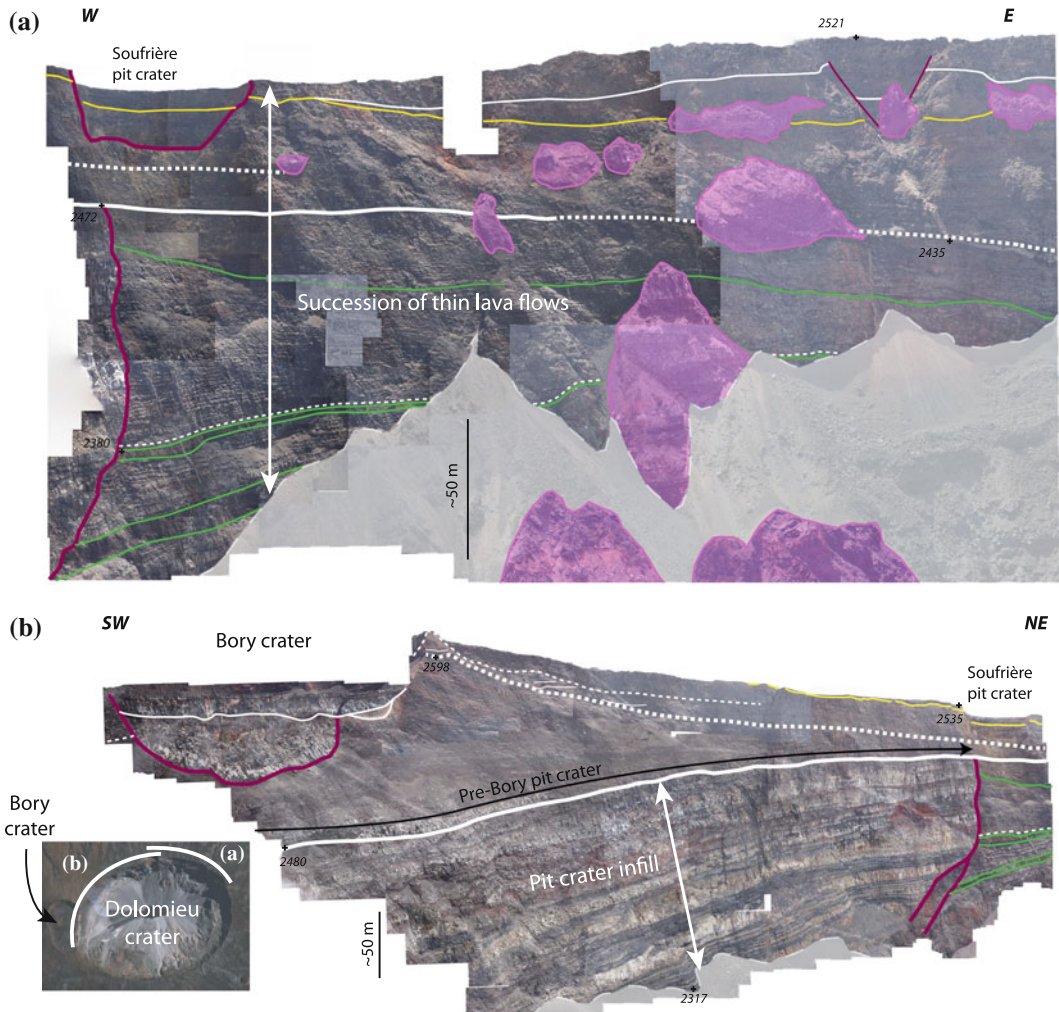 (a)
W
E
Soufrière
pit crater
2521
2472
2435
Succession of thin lava flows
2380
~50 m
(b)
SW
NE
Bory crater
2598
Soufrière
pit crater
2535
Pre-Bory pit crater
2480
Pit crater infill
Bory
crater
(b)
(a)
Dolomieu
crater
~50 m
2317